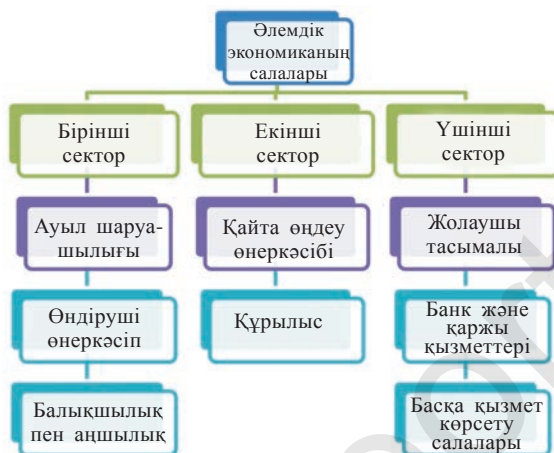 Әлемдік
экономиканың
салалары
Бірінші
сектор
Екінші
сектор
Үшінші
сектор
Ауыл шаруа-
шылығы
Қайта өңдеу
өнеркәсібі
Жолаушы
тасымалы
Өндіруші
өнеркәсіп
Құрылыс
Банк және
қаржы
қызметтері
Балықшылық
пен аңшылық
Басқа қызмет
көрсету
салалары